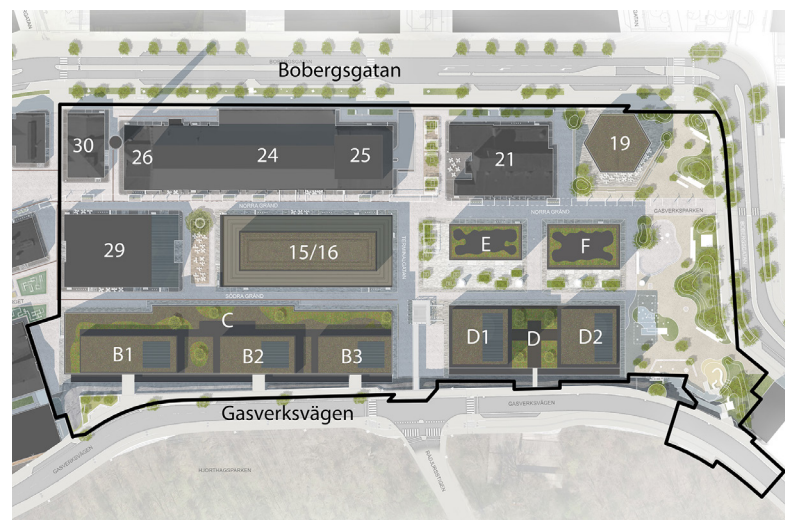 Bobergsgatan
30
26
24
25
21
19
NORRA GRÄND
NORRA GRÄND
GASVERKSPARKEN
29
15/16
E
F
SÖDRA GRÄND
C
B1
B2
B3
D1
D
D2
Gasverksvägen
GASVERKSVÄGEN
GASVERKSVÄGEN
HJORTHAGSPARKEN